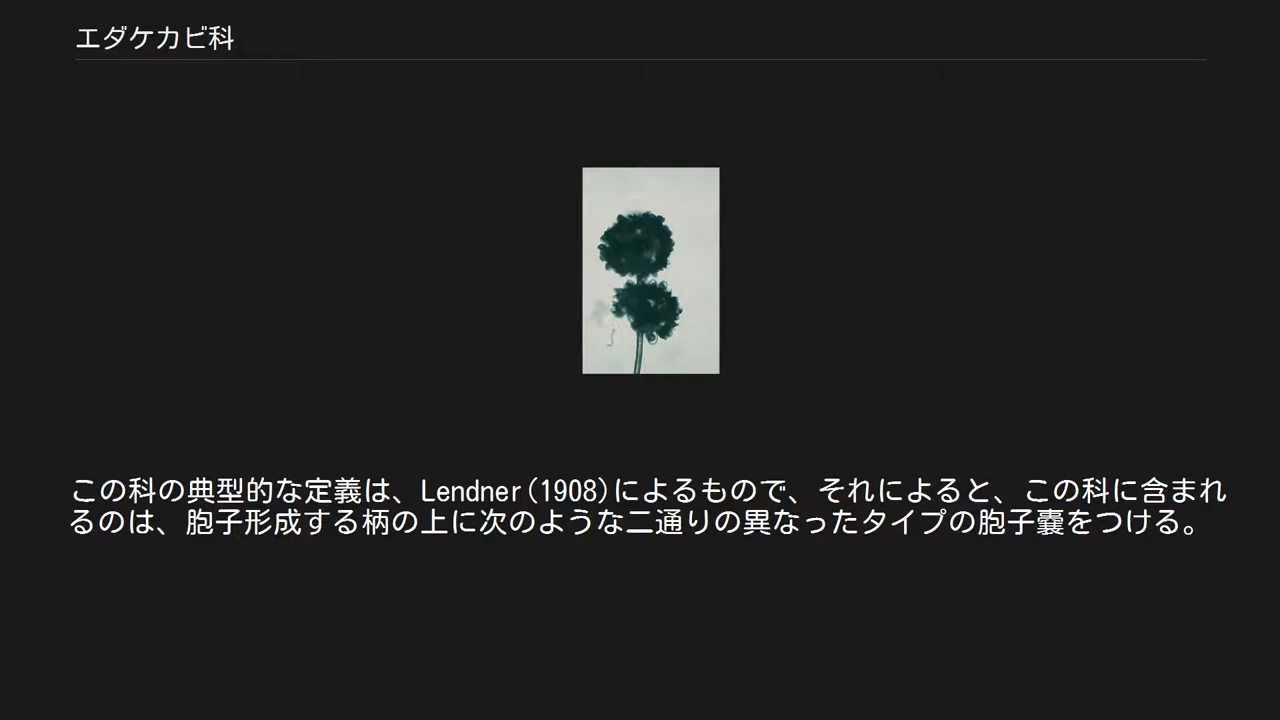 エダケカビ科
この科の典型的な定義は、Lendner(1908)によるもので、それによると、この科に含まれ
るのは、胞子形成する柄の上に次のような二通りの異なったタイプの胞子嚢をつける。